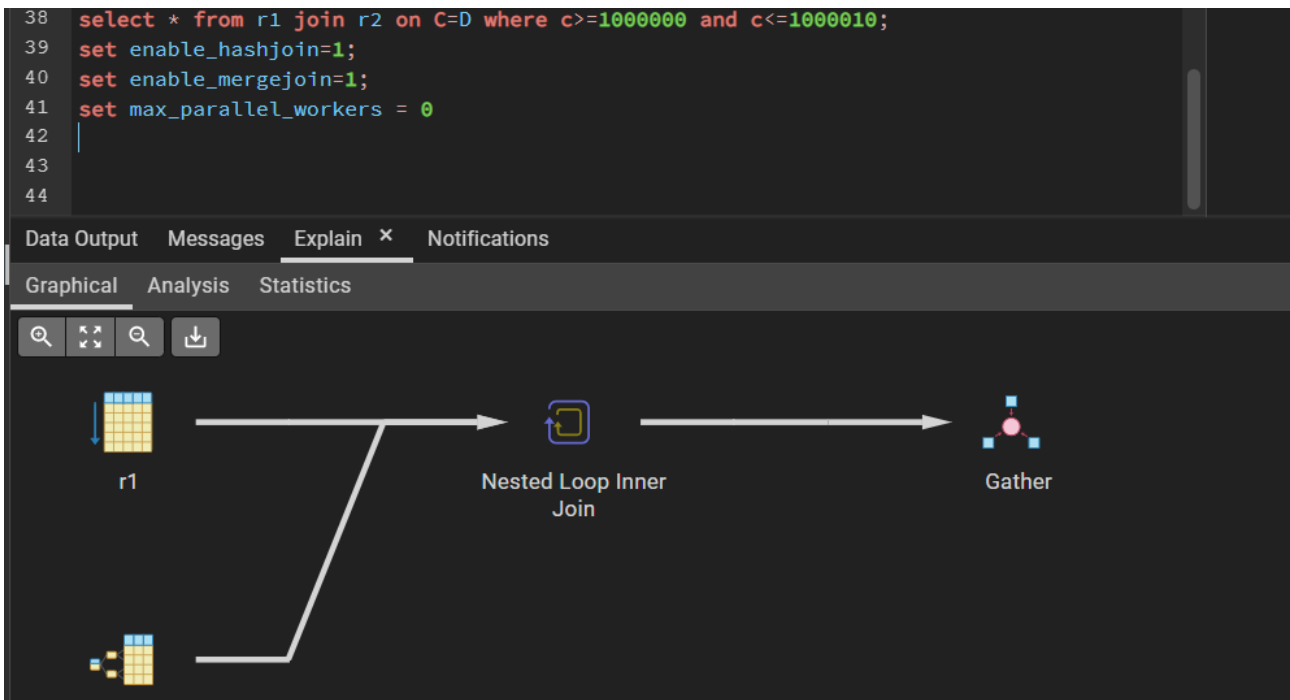 38 select * from r1 join r2 on C=D where c>=1000000 and c<=1000010;
39 set enable_hashjoin=1;
40 set enable_mergejoin=1;
41 set max_parallel_workers = 0
42
43
44
Data Output Messages Explain × Notifications
Graphical Analysis Statistics
r1
Nested Loop Inner
Join
Gather